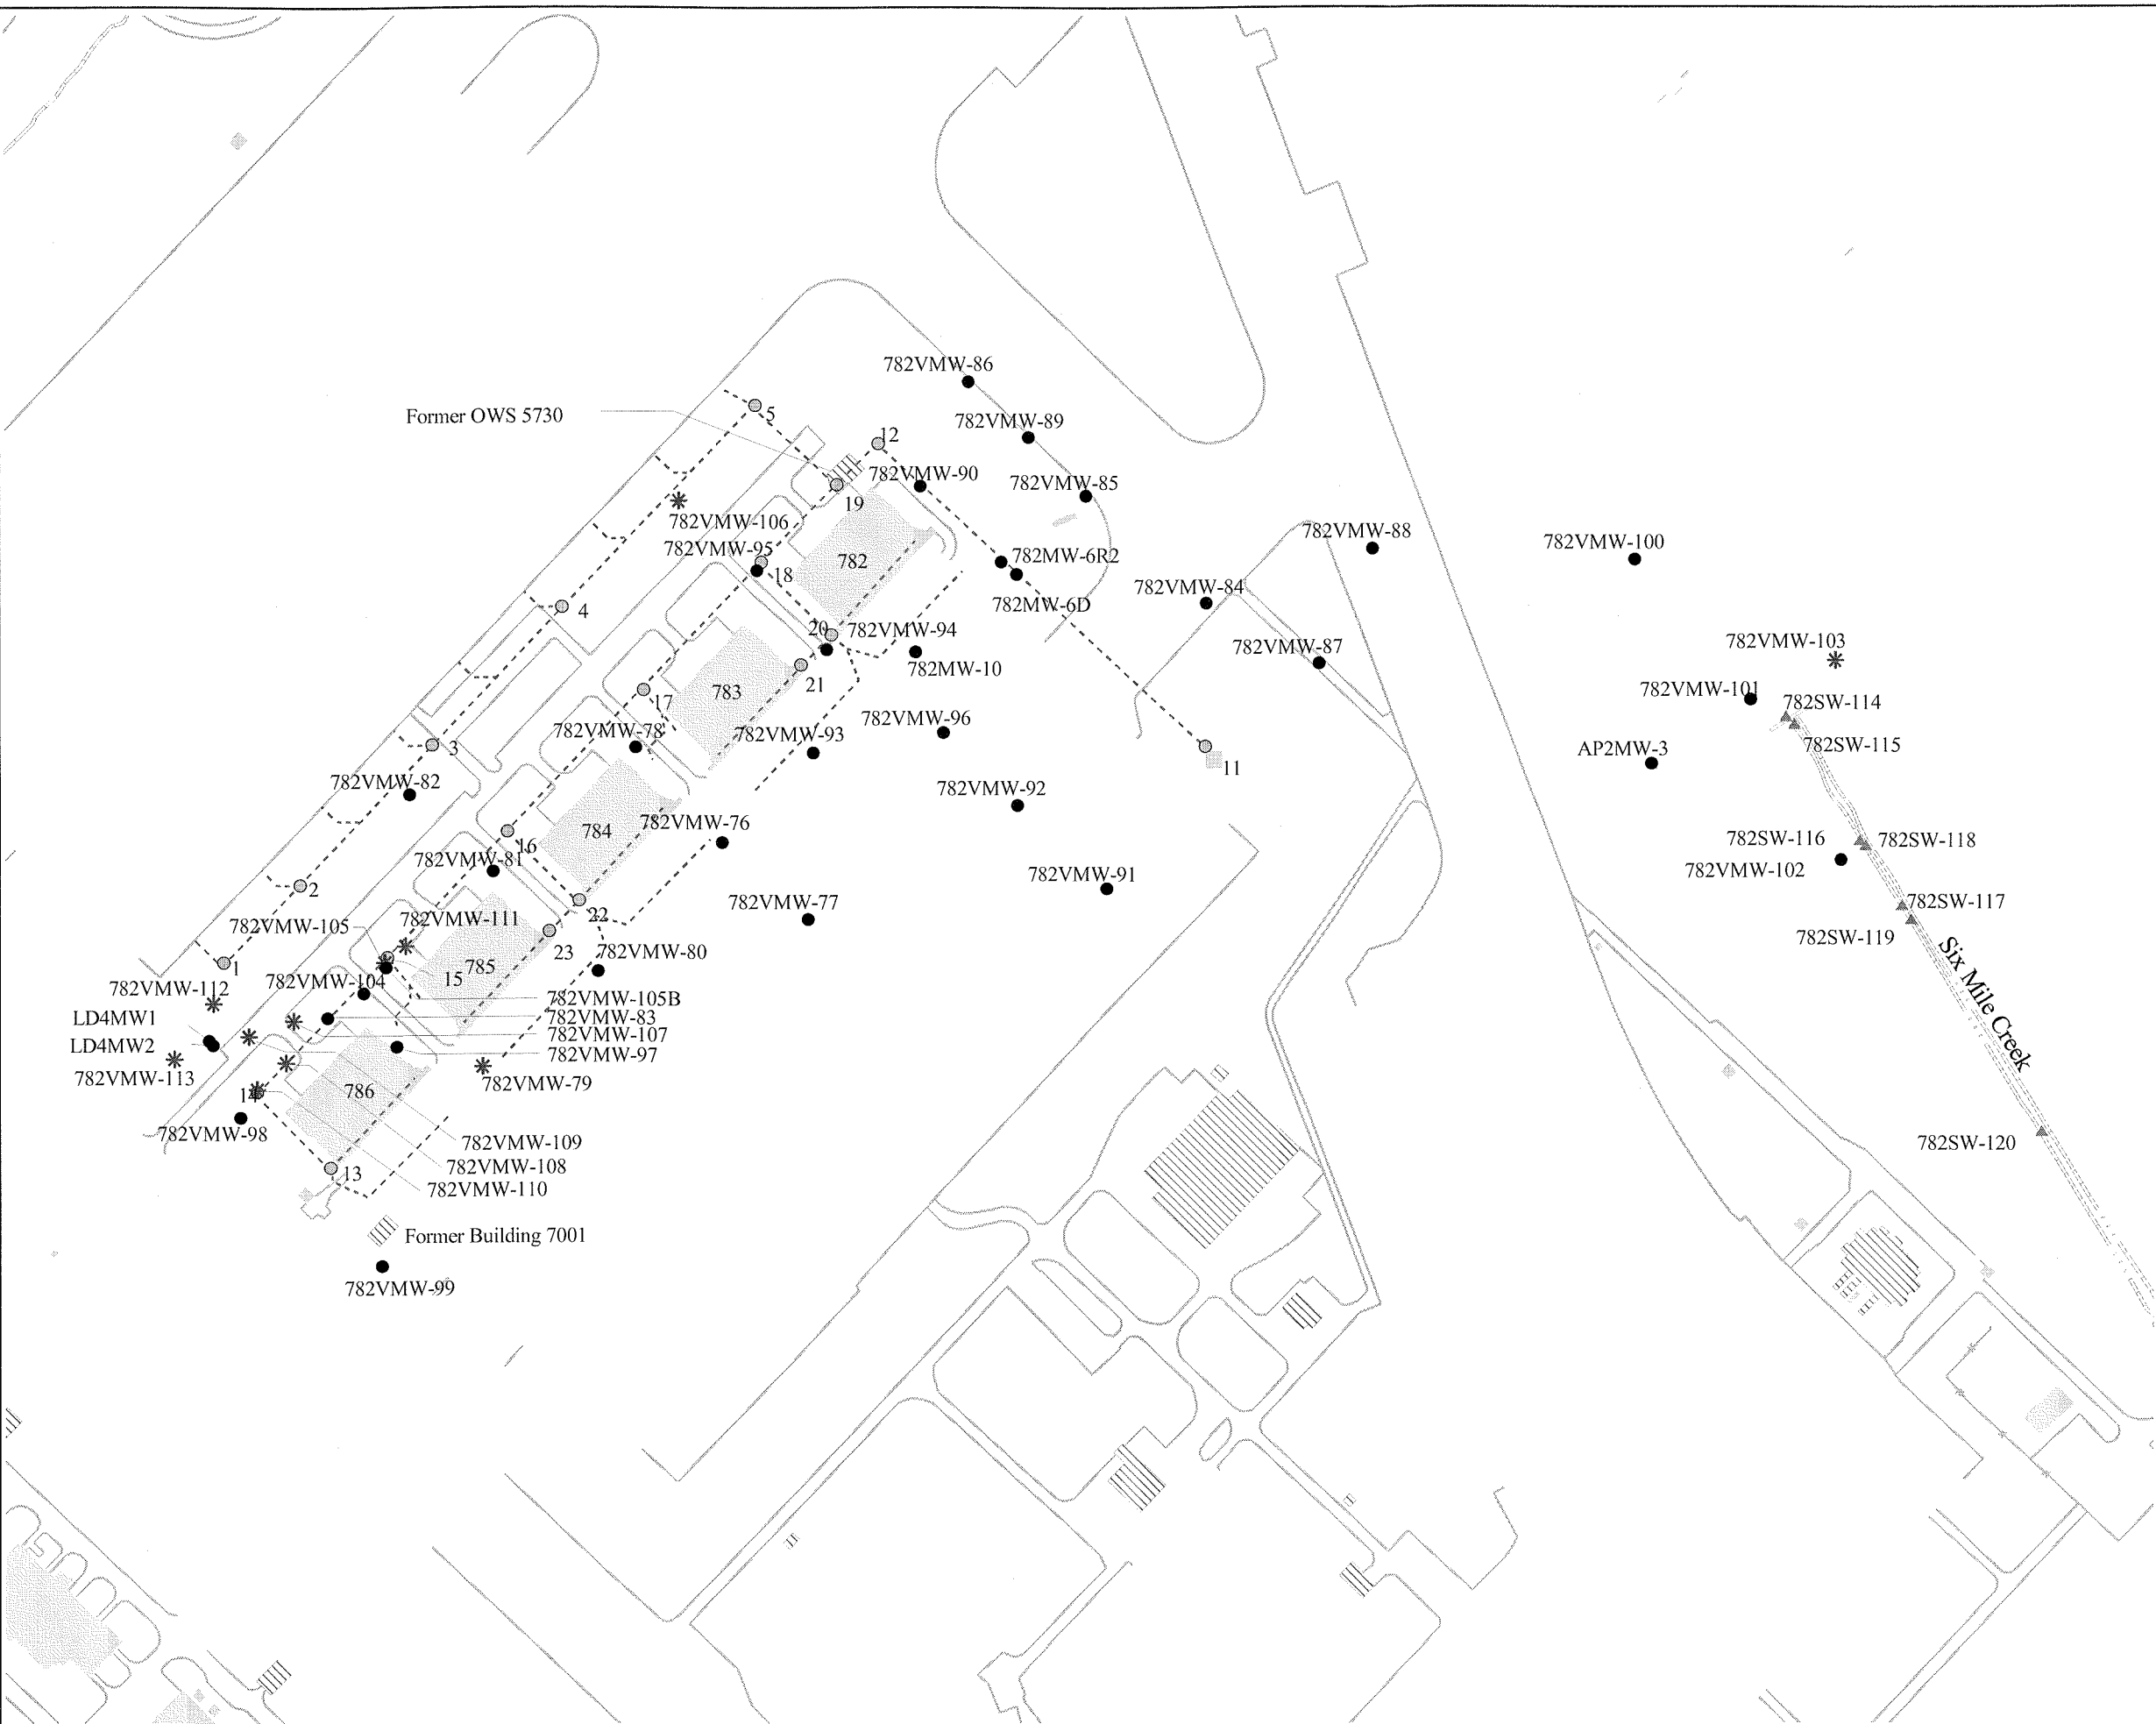 782VMW-86
5
Former OWS 5730
782VMW-89
12
782VMW-90
782VMW-85
19
782VMW-106
782VMW-88
782VMW-100
782VMW-95
782MW-6R2
782
18
782VMW-84
782MW-6D
4
20
782VMW-94
782VMW-103
782VMW-87
782MW-10
21
783
782VMW-101
17
782SW-114
782VMW-96
782VMW-78
782VMW-93
782SW-115
3
AP2MW-3
11
782VMW-82
782VMW-92
784
782VMW-76
782SW-116
782SW-118
16
782VMW-81
782VMW-102
782VMW-91
2
782VMW-77
782SW-117
22
782VMW-111
782VMW-105
782SW-119
23
782VMW-80
Six Mile Creek
1
785
15
782VMW-104
782VMW-112
782VMW-105B
LD4MW1
782VMW-83
782VMW-107
LD4MW2
782VMW-97
782VMW-113
782VMW-79
786
14
782VMW-98
782VMW-109
782SW-120
782VMW-108
13
782VMW-110
Former Building 7001
782VMW-99